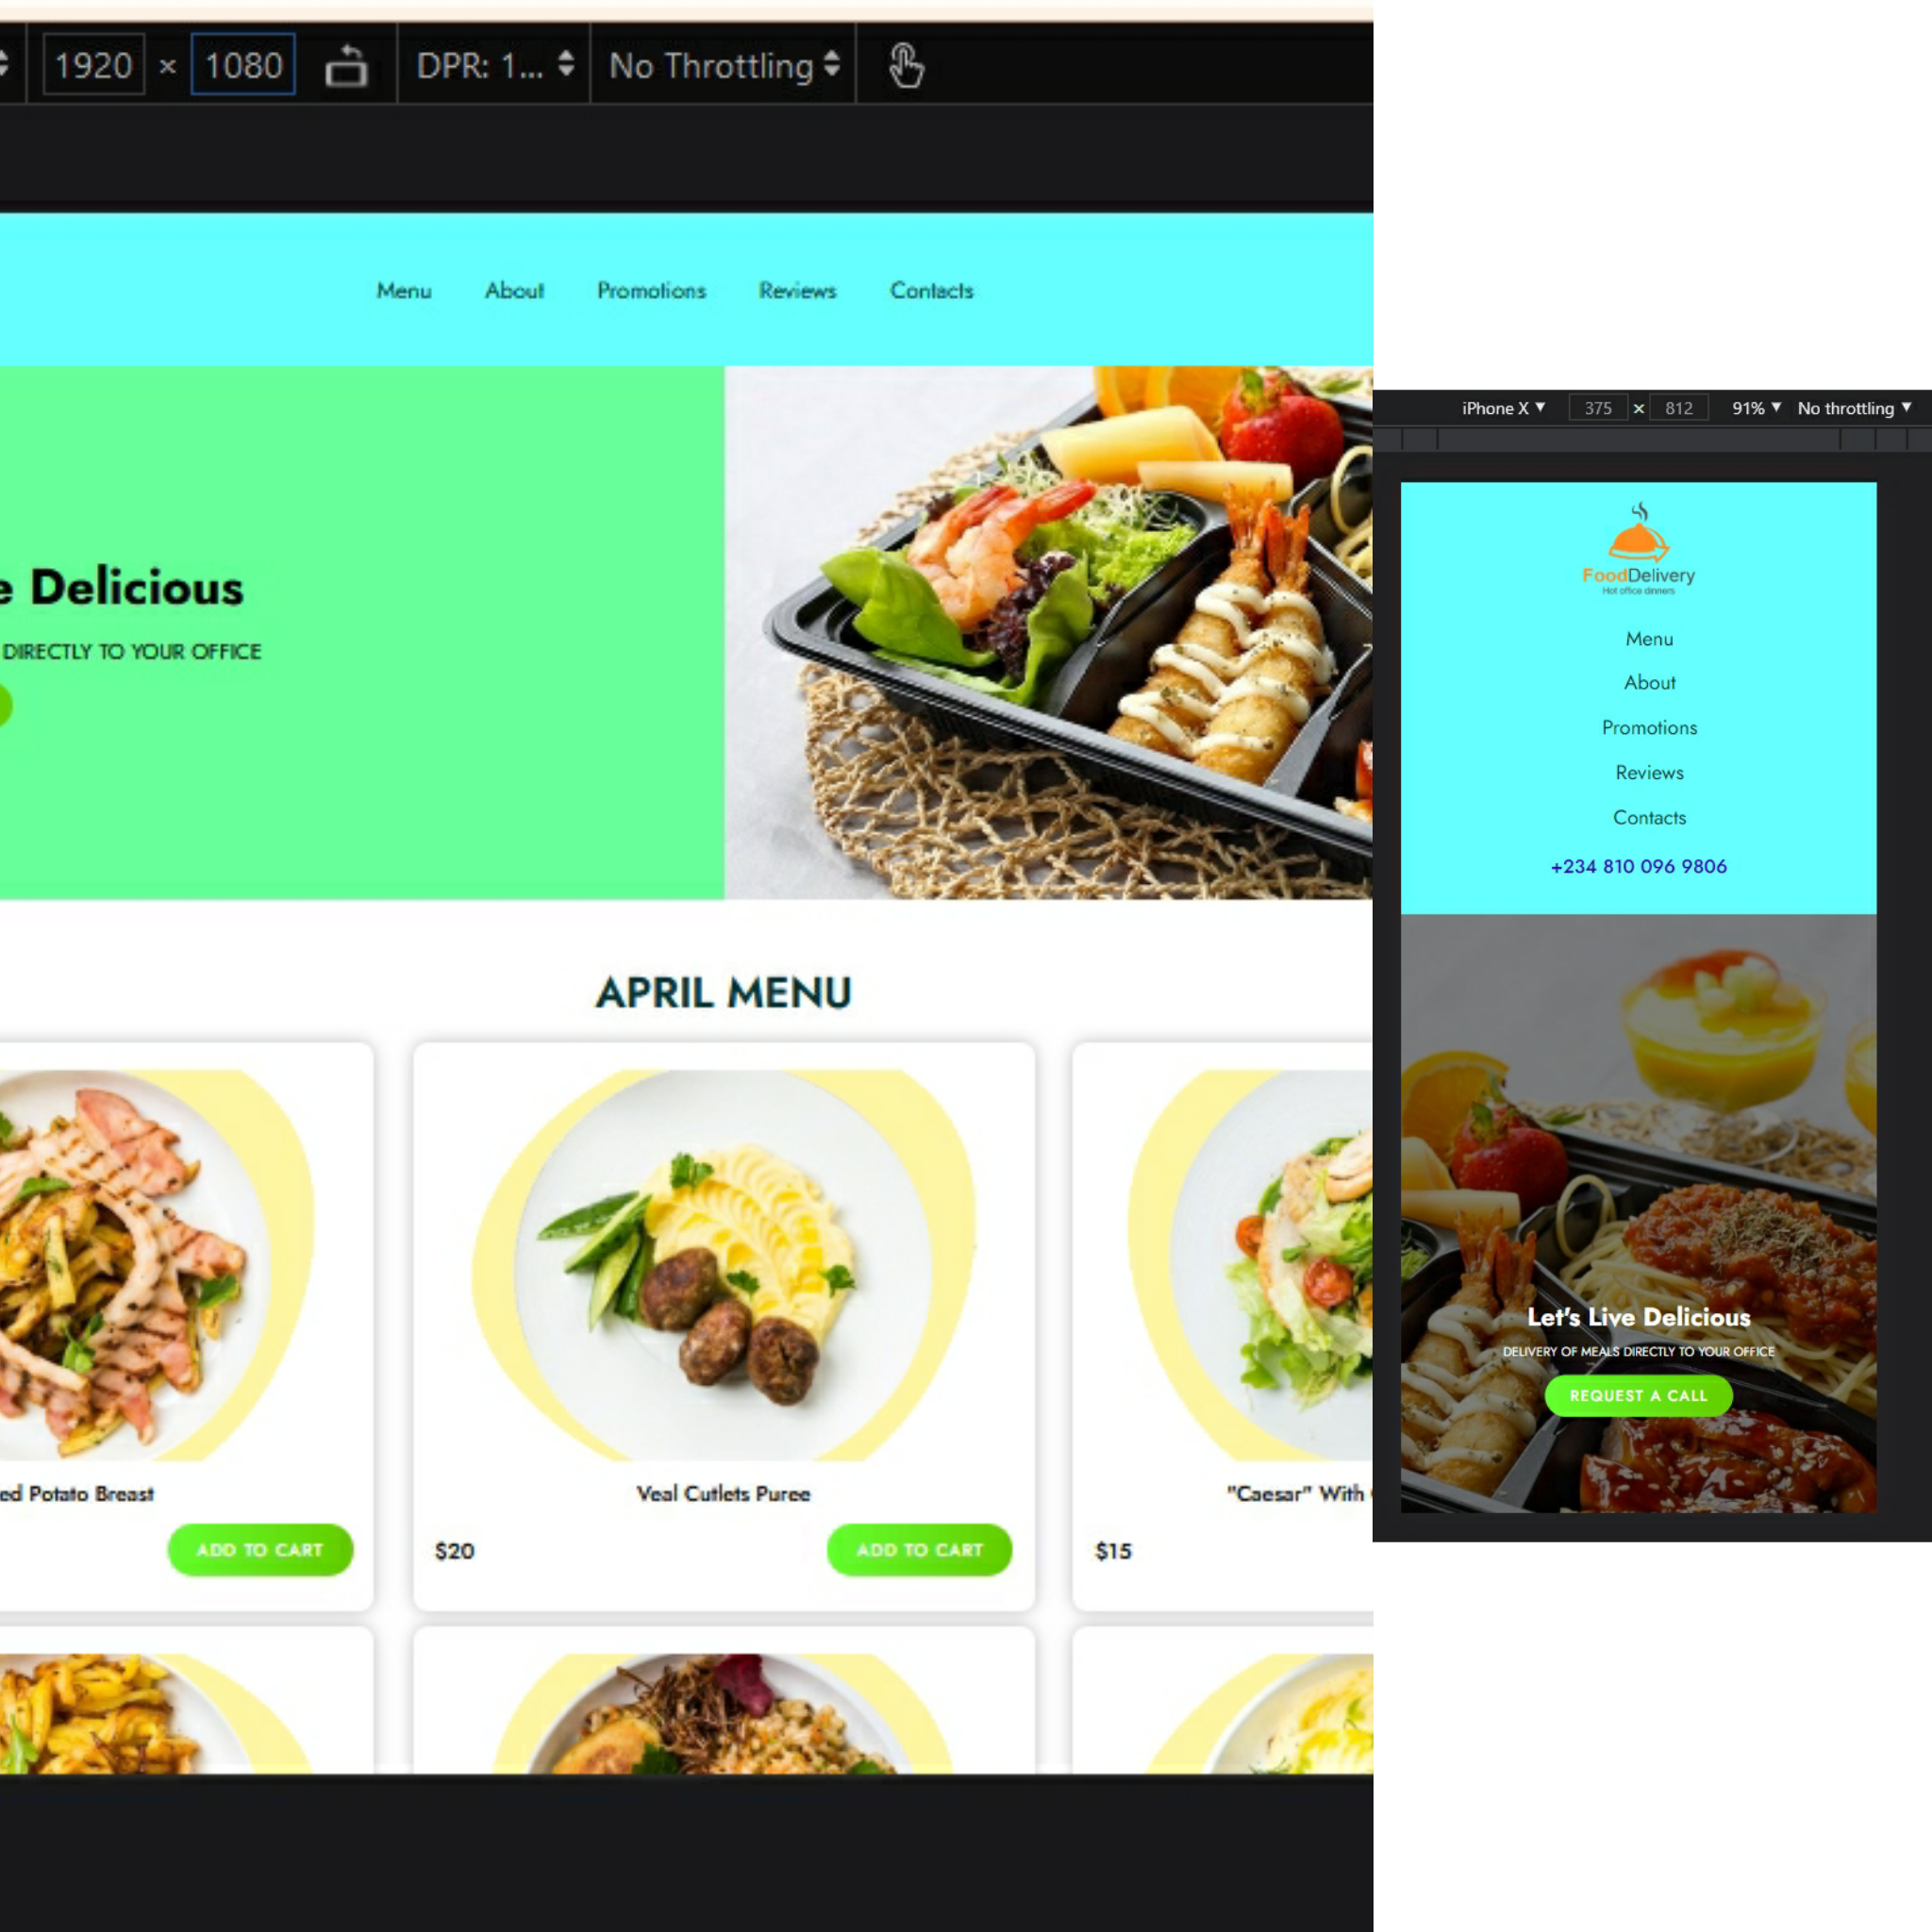 1920 × 1080 DPR: 1... No Throttling
Menu About Promotions Reviews Contacts
e Delicious
DIRECTLY TO YOUR OFFICE
APRIL MENU
ed Potato Breast
ADD TO CART
Veal Cutlets Puree
$20 ADD TO CART
"Caesar" With
$15
iPhone X 375 × 812 91% No throttling
FoodDelivery
Hot office dinners
Menu
About
Promotions
Reviews
Contacts
+234 810 096 9806
Let's Live Delicious
DELIVERY OF MEALS DIRECTLY TO YOUR OFFICE
REQUEST A CALL